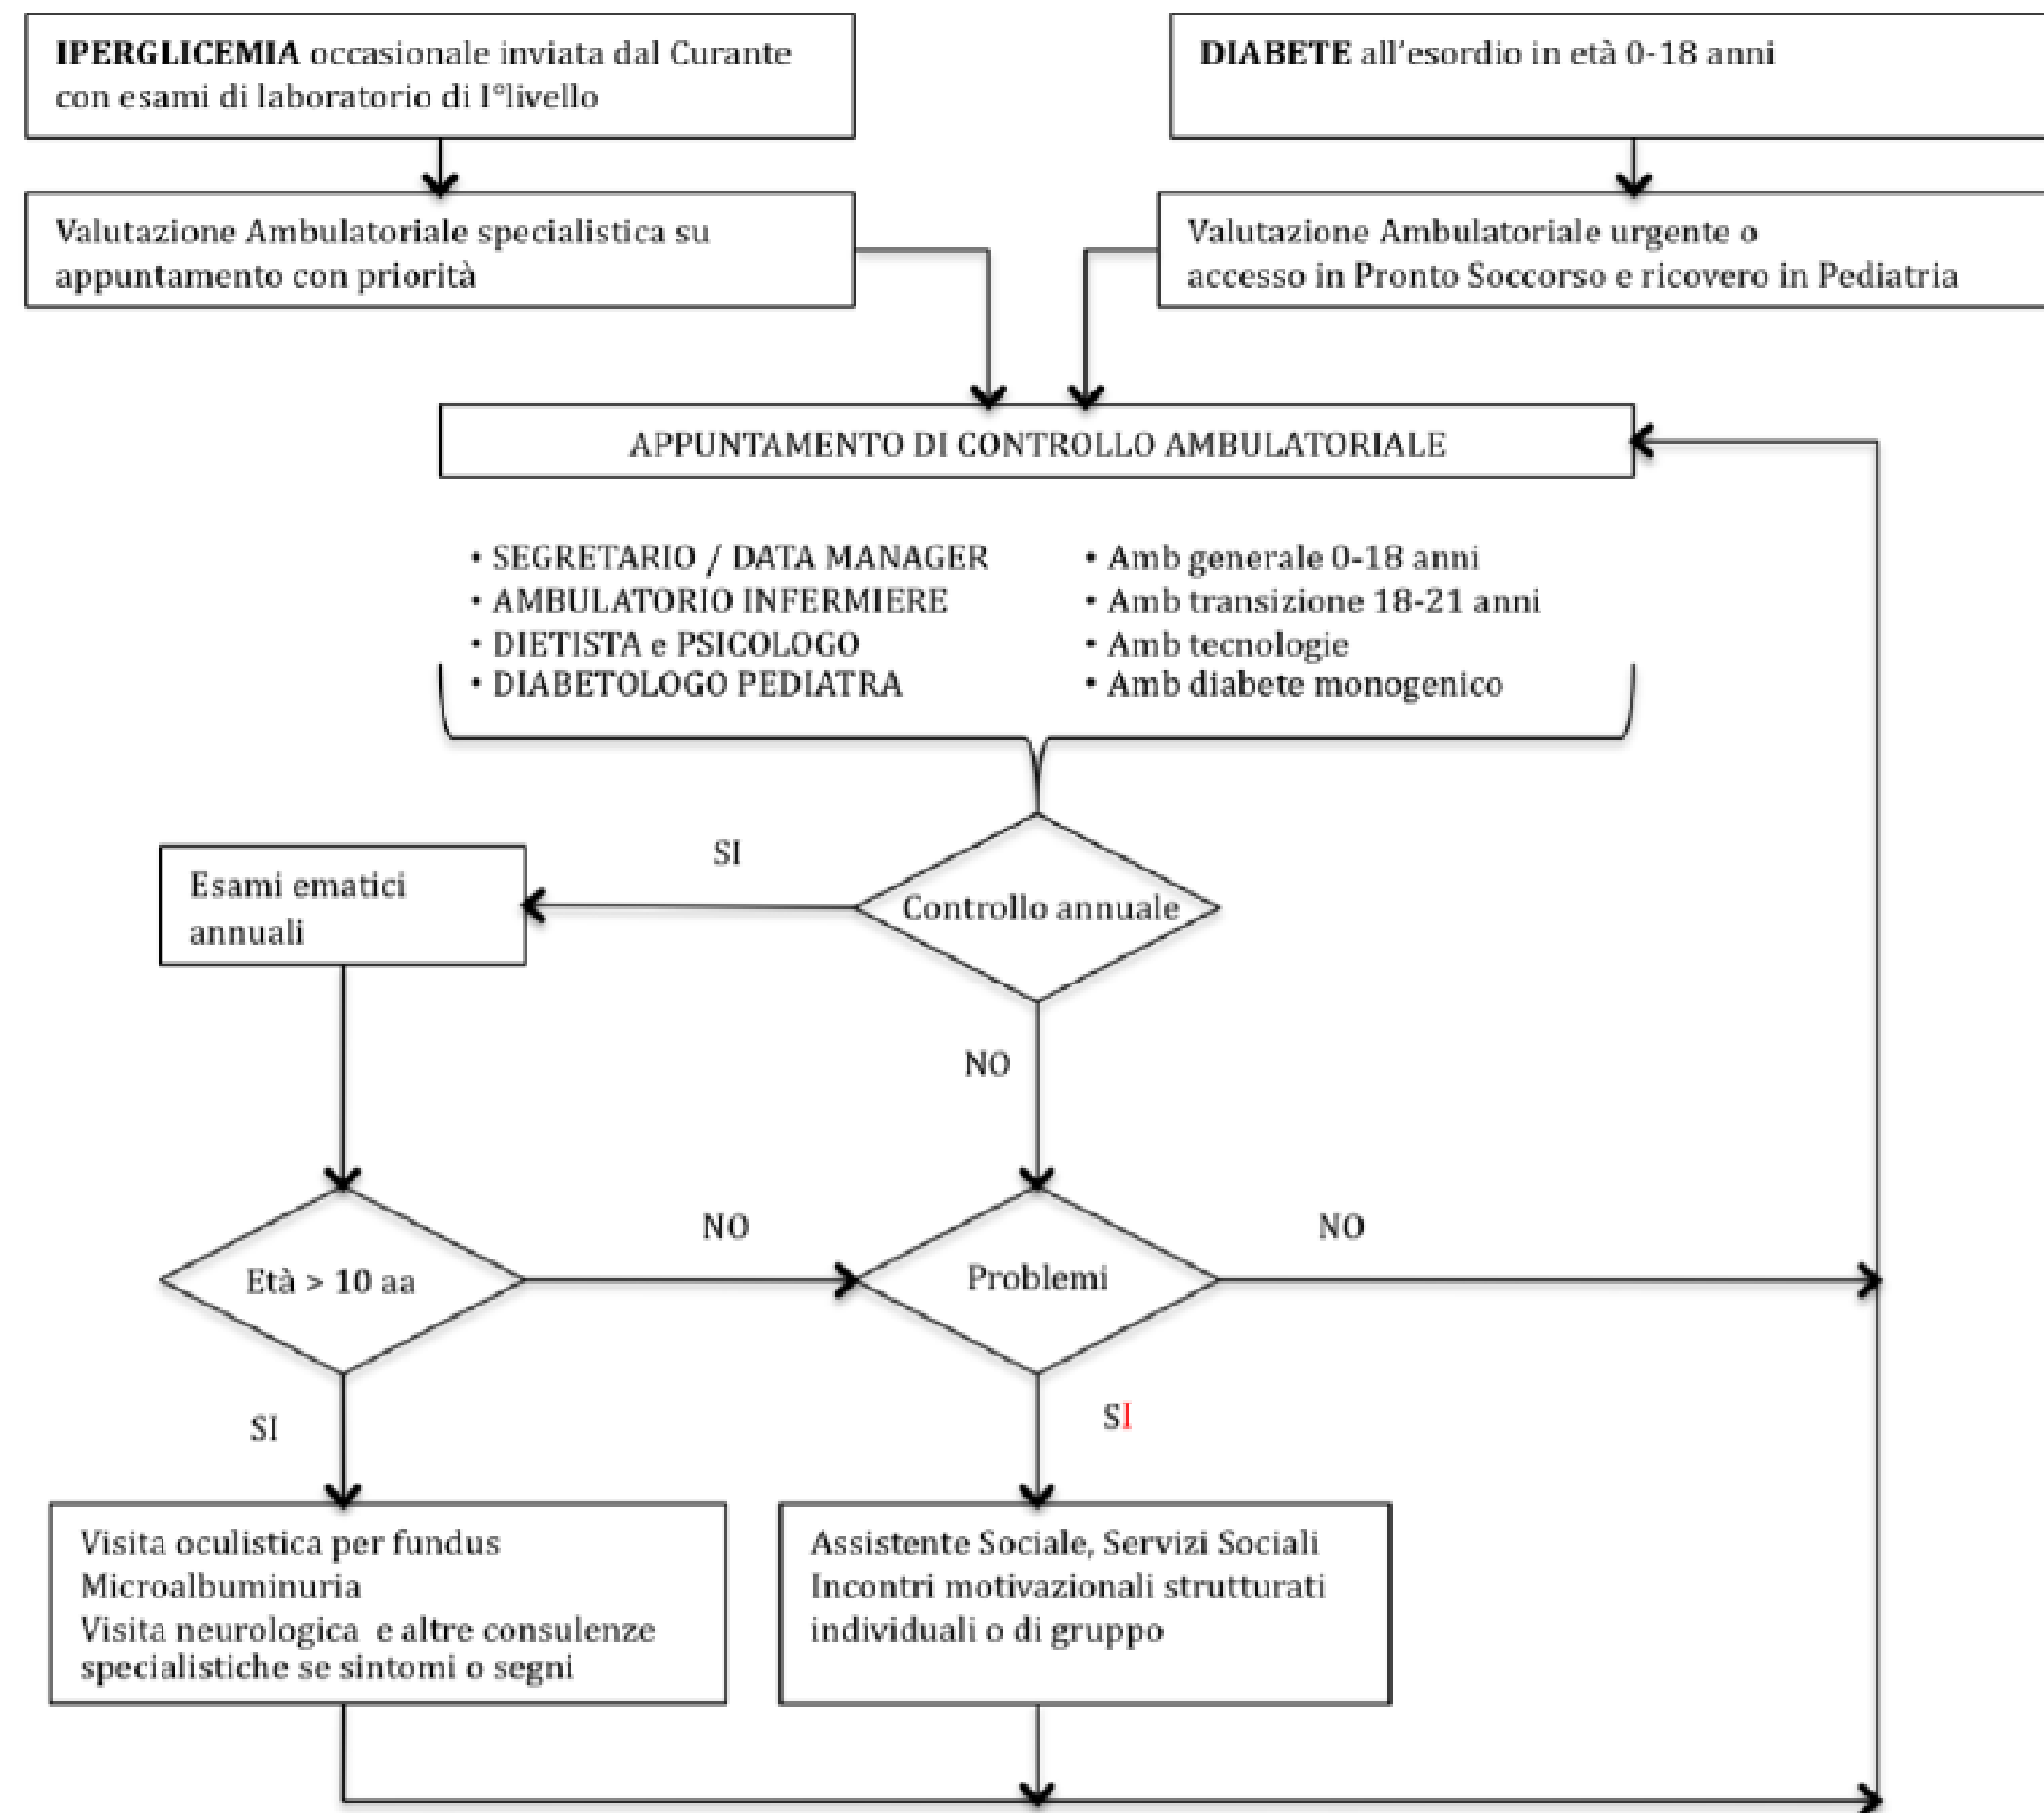 IPERGLICEMIA occasionale inviata dal Curante
con esami di laboratorio di I°livello
DIABETE all'esordio in età 0-18 anni
Valutazione Ambulatoriale specialistica su
appuntamento con priorità
Valutazione Ambulatoriale urgente o
accesso in Pronto Soccorso e ricovero in Pediatria
APPUNTAMENTO DI CONTROLLO AMBULATORIALE
• SEGRETARIO / DATA MANAGER
• AMBULATORIO INFERMIERE
• DIETISTA e PSICOLOGO
• DIABETOLOGO PEDIATRA
• Amb generale 0-18 anni
• Amb transizione 18-21 anni
• Amb tecnologie
• Amb diabete monogenico
Controllo annuale
SI
Esami ematici
annuali
NO
Età > 10 aa
NO
Problemi
NO
SI
SI
Visita oculistica per fundus
Microalbuminuria
Visita neurologica e altre consulenze
specialistiche se sintomi o segni
Assistente Sociale, Servizi Sociali
Incontri motivazionali strutturati
individuali o di gruppo